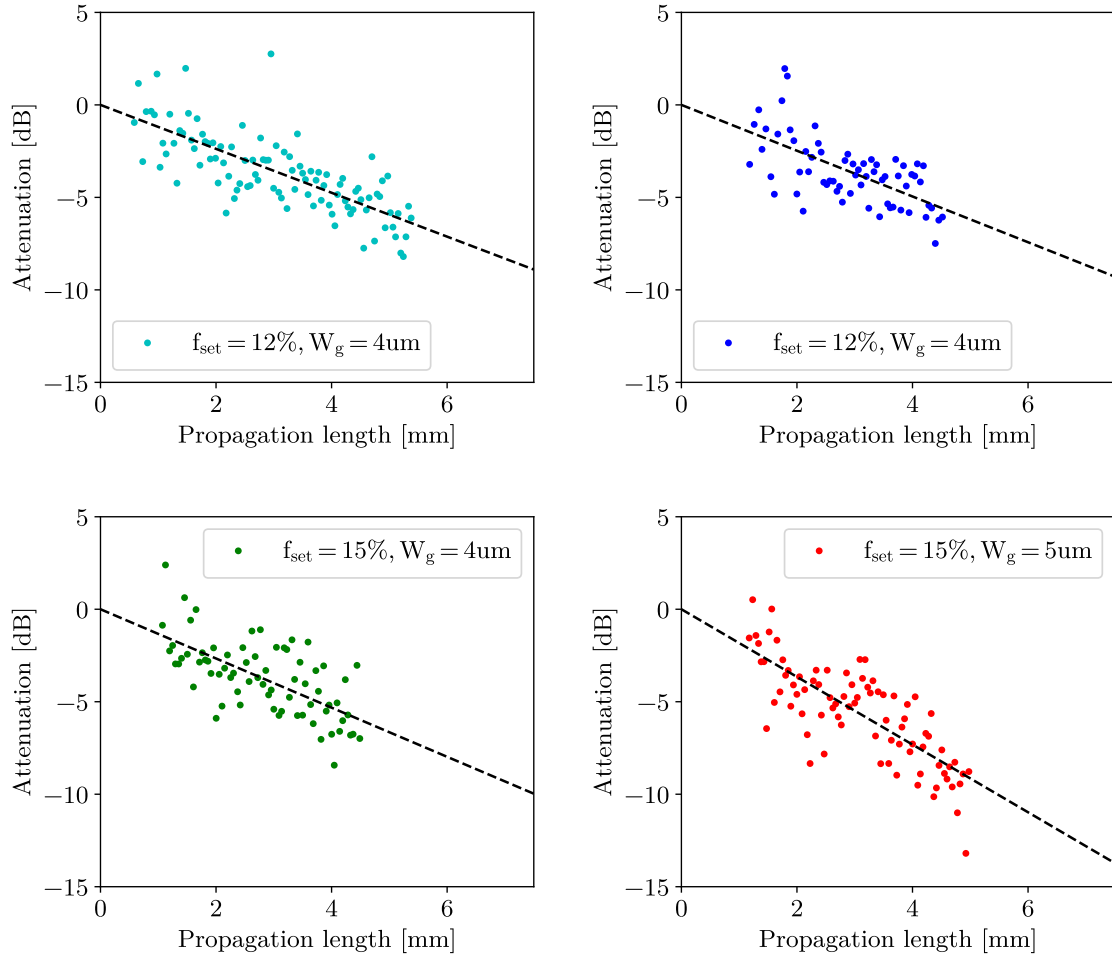 5
0
−5
−10
−15
Attenuation [dB]
f_set = 12%, W_g = 4um
0 2 4 6
Propagation length [mm]
5
0
−5
−10
−15
Attenuation [dB]
f_set = 12%, W_g = 4um
0 2 4 6
Propagation length [mm]
5
0
−5
−10
−15
Attenuation [dB]
f_set = 15%, W_g = 4um
0 2 4 6
Propagation length [mm]
5
0
−5
−10
−15
Attenuation [dB]
f_set = 15%, W_g = 5um
0 2 4 6
Propagation length [mm]